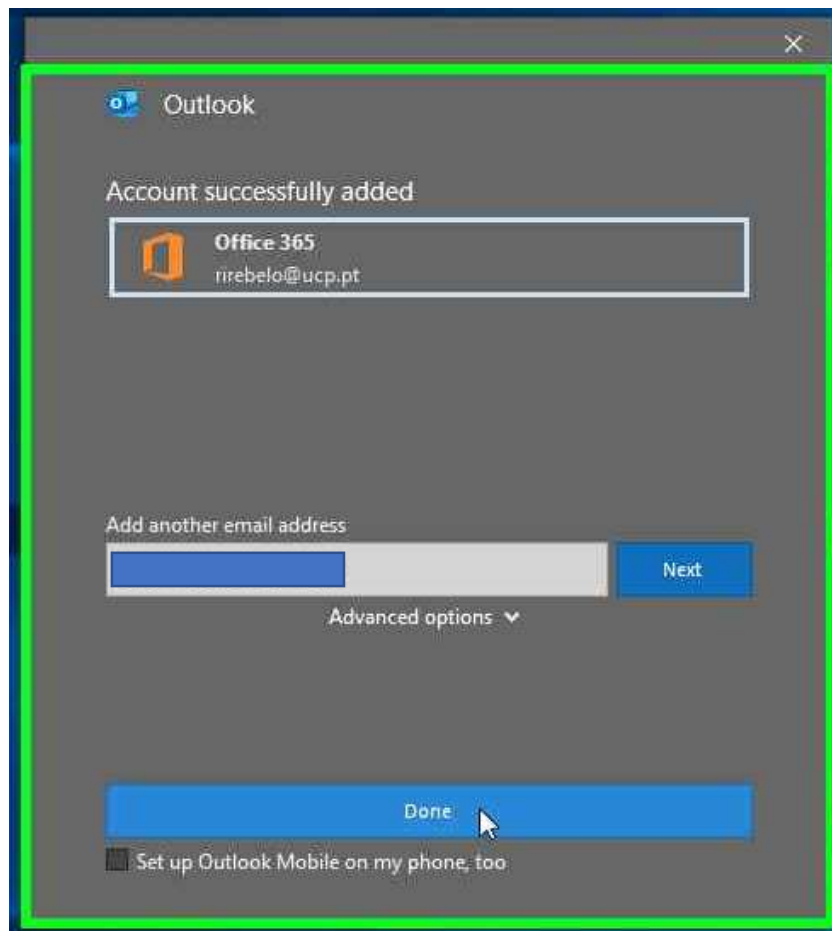 Outlook
Account successfully added
Office 365
rirebelo@ucp.pt
Add another email address
Next
Advanced options
Done
Set up Outlook Mobile on my phone, too